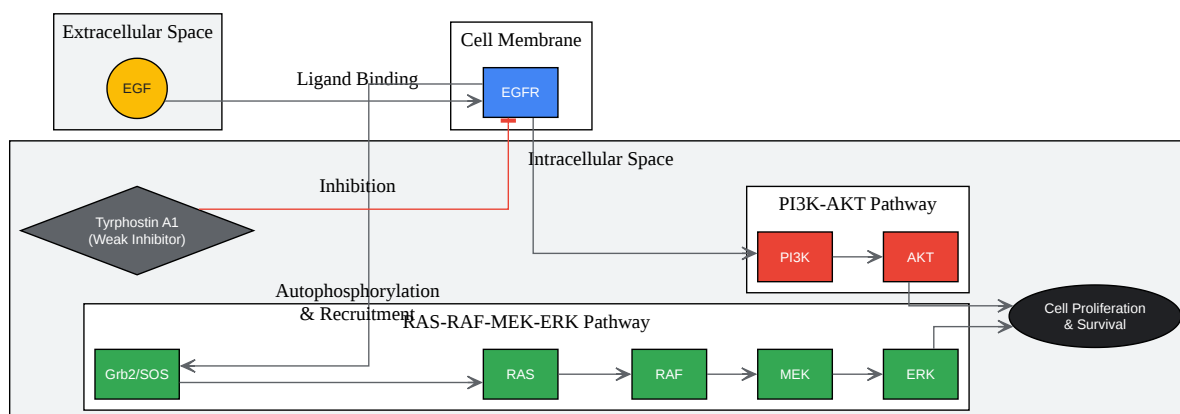 Extracellular Space
EGF
Ligand Binding
Cell Membrane
EGFR
Intracellular Space
Inhibition
Tyrphostin A1
(Weak Inhibitor)
PI3K-AKT Pathway
PI3K
AKT
Autophosphorylation
& Recruitment
RAS-RAF-MEK-ERK Pathway
Cell Proliferation
& Survival
Grb2/SOS
RAS
RAF
MEK
ERK